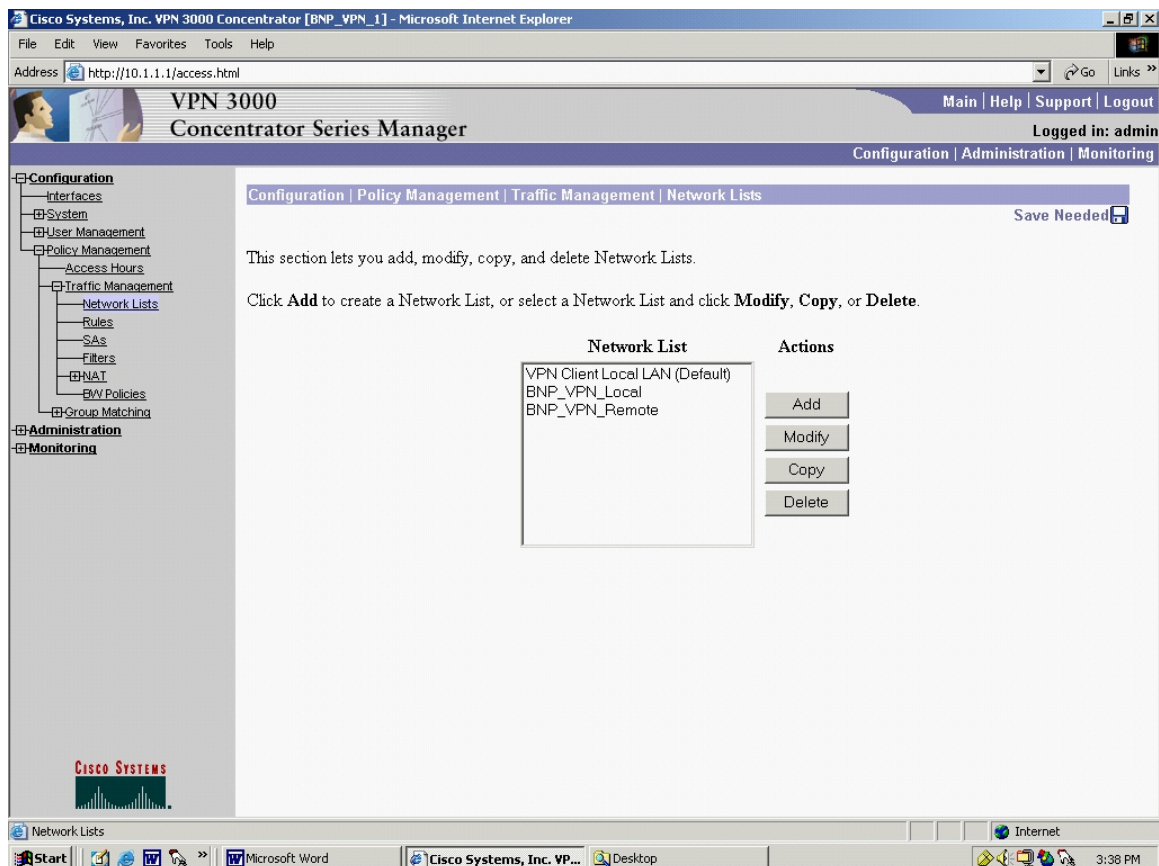 Cisco Systems, Inc. VPN 3000 Concentrator [BNP_VPN_1] - Microsoft Internet Explorer
File Edit View Favorites Tools Help
Address http://10.1.1.1/access.html Go Links »
VPN 3000
Concentrator Series Manager
Main | Help | Support | Logout
Logged in: admin
Configuration | Administration | Monitoring
Configuration
Interfaces
System
User Management
Policy Management
Access Hours
Traffic Management
Network Lists
Rules
SAs
Filters
NAT
BW Policies
Group Matching
Administration
Monitoring
Configuration | Policy Management | Traffic Management | Network Lists
Save Needed
This section lets you add, modify, copy, and delete Network Lists.
Click Add to create a Network List, or select a Network List and click Modify, Copy, or Delete.
Network List Actions
VPN Client Local LAN (Default)
BNP_VPN_Local
BNP_VPN_Remote
Add
Modify
Copy
Delete
CISCO SYSTEMS
Network Lists Internet
Start » Microsoft Word Cisco Systems, Inc. VP... Desktop 3:38 PM